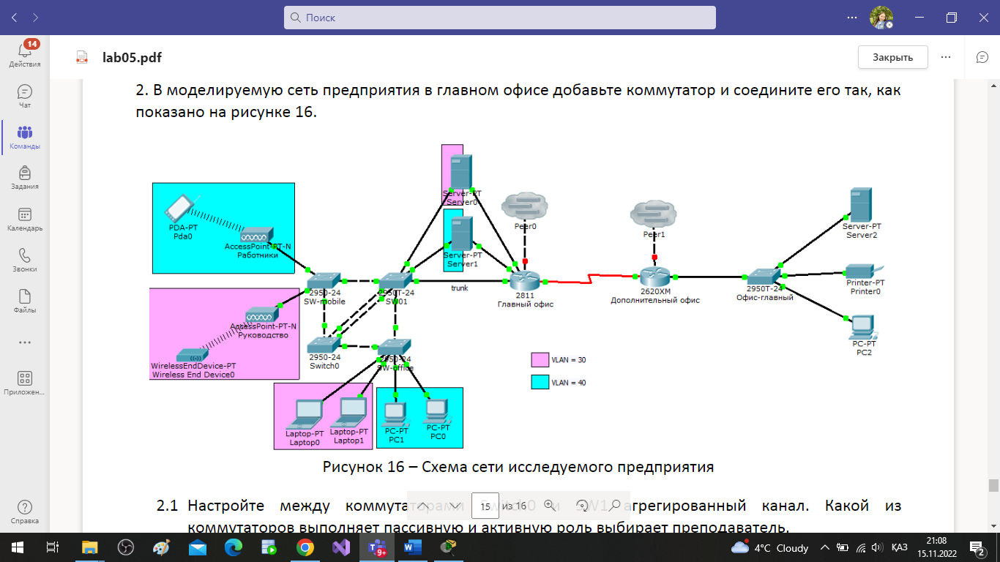 Поиск
14
Действия
Чат
Команды
Задания
Календарь
Звонки
Файлы
Приложен...
Справка
lab05.pdf
Закрыть
2. В моделируемую сеть предприятия в главном офисе добавьте коммутатор и соедините его так, как
показано на рисунке 16.
Server-PT
Server0
PDA-PT
Pda0
AccessPoint-PT-N
Работники
Server-PT
Server1
Peer0
Peer1
Server-PT
Server2
2950-24
SW-mobile
2950T-24
SW01
trunk
2811
Главный офис
2620XM
Дополнительный офис
2950T-24
Офис-главный
Printer-PT
Printer0
AccessPoint-PT-N
Руководство
WirelessEndDevice-PT
Wireless End Device0
2950-24
Switch0
2950-24
SW-office
PC-PT
PC2
VLAN = 30
VLAN = 40
Laptop-PT
Laptop0
Laptop-PT
Laptop1
PC-PT
PC1
PC-PT
PC0
Рисунок 16 – Схема сети исследуемого предприятия
2.1 Настройте между коммутаторами Switch0 и SW1 агрегированный канал. Какой из
коммутаторов выполняет пассивную и активную роль выбирает преподаватель.
15 из 16
9+
4°C Cloudy
ҚАЗ
21:08
15.11.2022
2